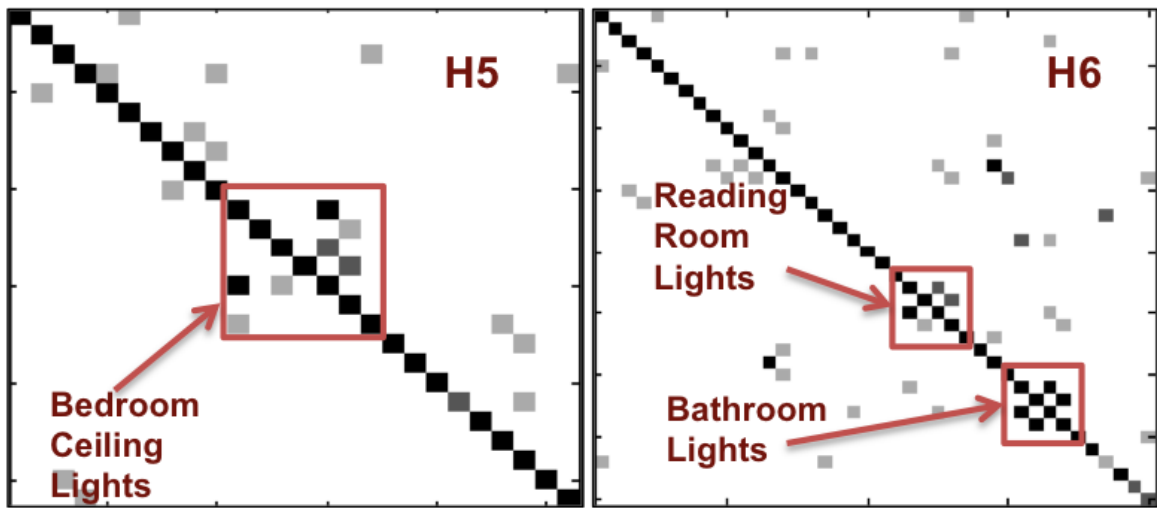 H5
H6
Reading
Room
Lights
Bedroom
Ceiling
Lights
Bathroom
Lights